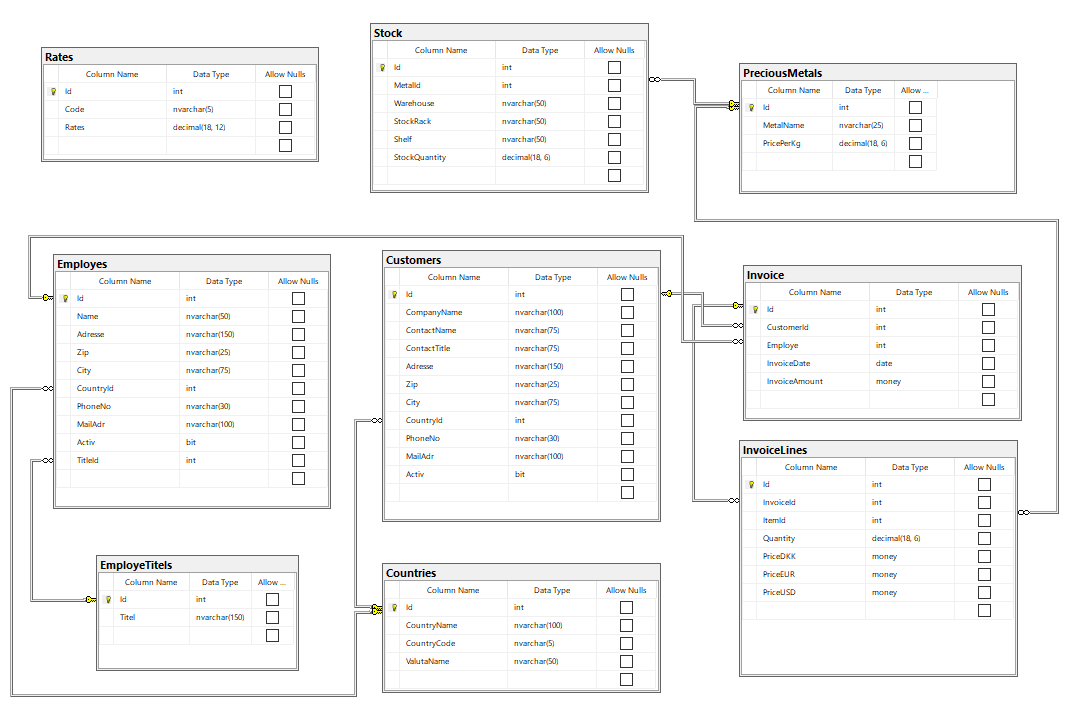 Rates
Column Name Data Type Allow Nulls
Id int
Code nvarchar(5)
Rates decimal(18, 12)
Stock
Column Name Data Type Allow Nulls
Id int
MetalId int
Warehouse nvarchar(50)
StockRack nvarchar(50)
Shelf nvarchar(50)
StockQuantity decimal(18, 6)
PreciousMetals
Column Name Data Type Allow ...
Id int
MetalName nvarchar(25)
PricePerKg decimal(18, 6)
Employes
Column Name Data Type Allow Nulls
Id int
Name nvarchar(50)
Adresse nvarchar(150)
Zip nvarchar(25)
City nvarchar(75)
CountryId int
PhoneNo nvarchar(30)
MailAdr nvarchar(100)
Activ bit
TitleId int
Customers
Column Name Data Type Allow Nulls
Id int
CompanyName nvarchar(100)
ContactName nvarchar(75)
ContactTitle nvarchar(75)
Adresse nvarchar(150)
Zip nvarchar(25)
City nvarchar(75)
CountryId int
PhoneNo nvarchar(30)
MailAdr nvarchar(100)
Activ bit
Invoice
Column Name Data Type Allow Nulls
Id int
CustomerId int
Employe int
InvoiceDate date
InvoiceAmount money
InvoiceLines
Column Name Data Type Allow Nulls
Id int
InvoiceId int
ItemId int
Quantity decimal(18, 6)
PriceDKK money
PriceEUR money
PriceUSD money
EmployeTitels
Column Name Data Type Allow ...
Id int
Titel nvarchar(150)
Countries
Column Name Data Type Allow Nulls
Id int
CountryName nvarchar(100)
CountryCode nvarchar(5)
ValutaName nvarchar(50)